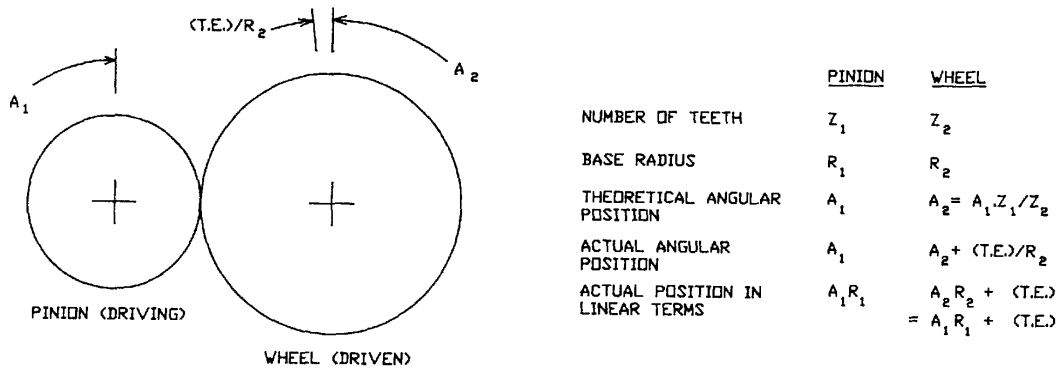 (T.E.)/R₂
A₁
A₂
PINION (DRIVING)
WHEEL (DRIVEN)
PINION WHEEL
NUMBER OF TEETH Z₁ Z₂
BASE RADIUS R₁ R₂
THEORETICAL ANGULAR A₁ A₂= A₁.Z₁/Z₂
POSITION
ACTUAL ANGULAR A₁ A₂+ (T.E.)/R₂
POSITION
ACTUAL POSITION IN A₁R₁ A₂R₂ + (T.E.)
LINEAR TERMS = A₁R₁ + (T.E.)